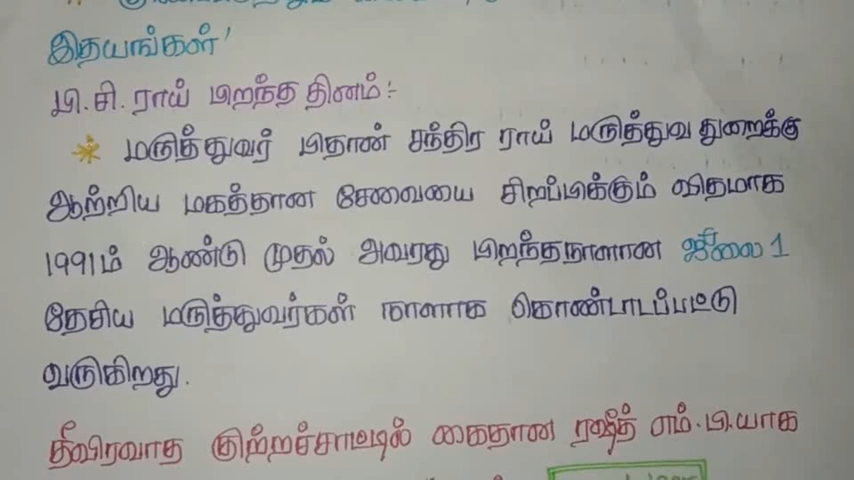 இதயங்கள்'
பி.சி.ராய் பிறந்த தினம்:-
* மருத்துவர் பிதான் சந்திர ராய் மருத்துவ துறைக்கு
ஆற்றிய மகத்தான சேவையை சிறப்பிக்கும் விதமாக
1991ம் ஆண்டு முதல் அவரது பிறந்தநாளான ஜூலை 1
தேசிய மருத்துவர்கள் நாளாக கொண்டாடப்பட்டு
வருகிறது.
தீவிரவாத குற்றச்சாட்டில் கைதான ரஷீத் எம்.பி.யாக